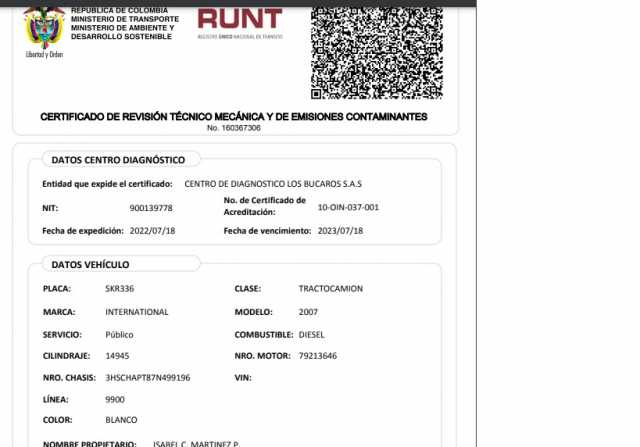 REPÚBLICA DE COLOMBIA
MINISTERIO DE TRANSPORTE
MINISTERIO DE AMBIENTE Y
DESARROLLO SOSTENIBLE
Libertad y Orden
RUNT
REGISTRO ÚNICO NACIONAL DE TRÁNSITO
CERTIFICADO DE REVISIÓN TÉCNICO MECÁNICA Y DE EMISIONES CONTAMINANTES
No. 160367306
DATOS CENTRO DIAGNÓSTICO
Entidad que expide el certificado: CENTRO DE DIAGNOSTICO LOS BUCAROS S.A.S
NIT: 900139778 No. de Certificado de Acreditación: 10-OIN-037-001
Fecha de expedición: 2022/07/18 Fecha de vencimiento: 2023/07/18
DATOS VEHÍCULO
PLACA: SKR336 CLASE: TRACTOCAMION
MARCA: INTERNATIONAL MODELO: 2007
SERVICIO: Público COMBUSTIBLE: DIESEL
CILINDRAJE: 14945 NRO. MOTOR: 79213646
NRO. CHASIS: 3HSCHAPT87N499196 VIN:
LÍNEA: 9900
COLOR: BLANCO
NOMBRE PROPIETARIO: ISABEL C. MARTINEZ P.